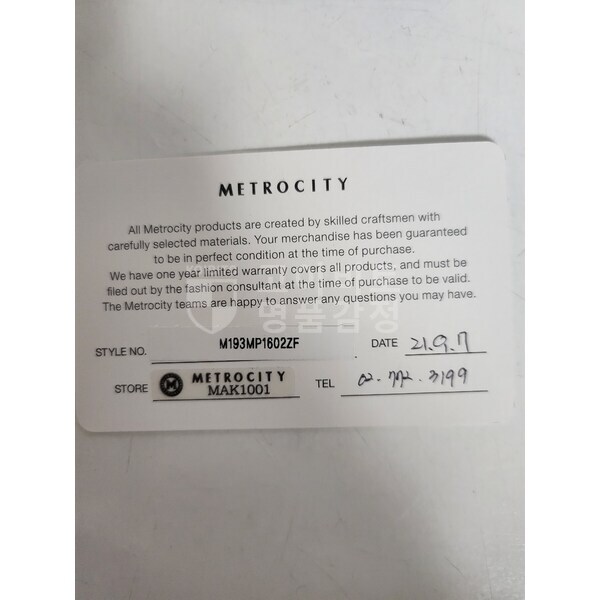 METROCITY
All Metrocity products are created by skilled craftsmen with
carefully selected materials. Your merchandise has been guaranteed
to be in perfect condition at the time of purchase.
We have one year limited warranty covers all products, and must be
filed out by the fashion consultant at the time of purchase to be valid.
The Metrocity teams are happy to answer any questions you may have.
명품감정
STYLE NO. M193MP1602ZF DATE 21.9.7
STORE METROCITY MAK1001 TEL 02.772.3199